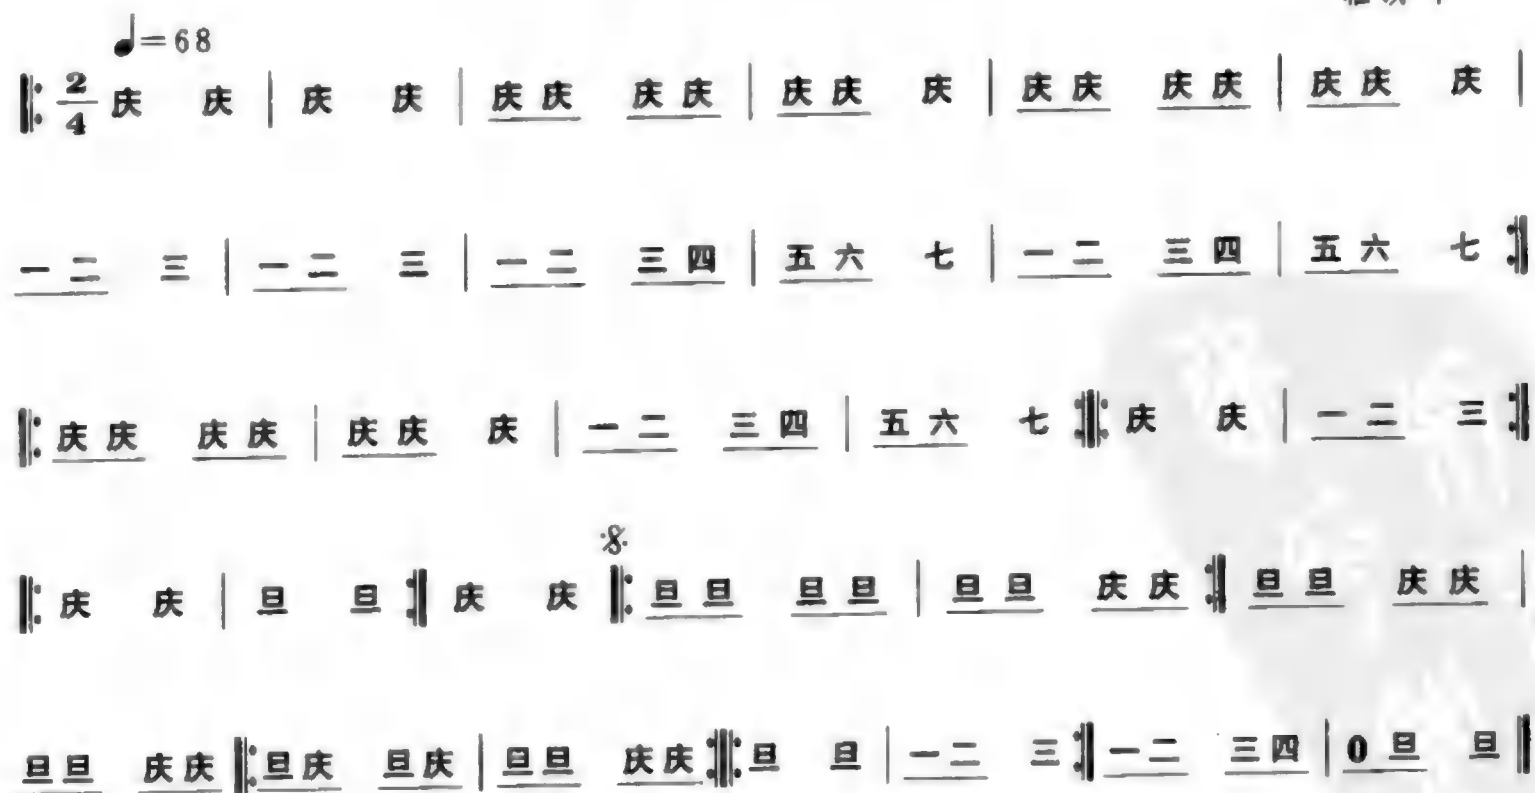 ♩=68
2/4 庆 庆 | 庆 庆 | 庆庆 庆庆 | 庆庆 庆 | 庆庆 庆庆 | 庆庆 庆 |
一二 三 | 一二 三 | 一二 三四 | 五六 七 | 一二 三四 | 五六 七 :‖
‖: 庆庆 庆庆 | 庆庆 庆 | 一二 三四 | 五六 七 :‖: 庆 庆 | 一二 三 :‖
‖: 庆 庆 | 旦 旦 :‖ 庆 庆 ‖: 旦旦 旦旦 | 旦旦 庆庆 :‖ 旦旦 庆庆 |
旦旦 庆庆 ‖: 旦庆 旦庆 | 旦旦 庆庆 :‖: 旦 旦 | 一二 三 :‖ 一二 三四 | 0旦 旦 ‖